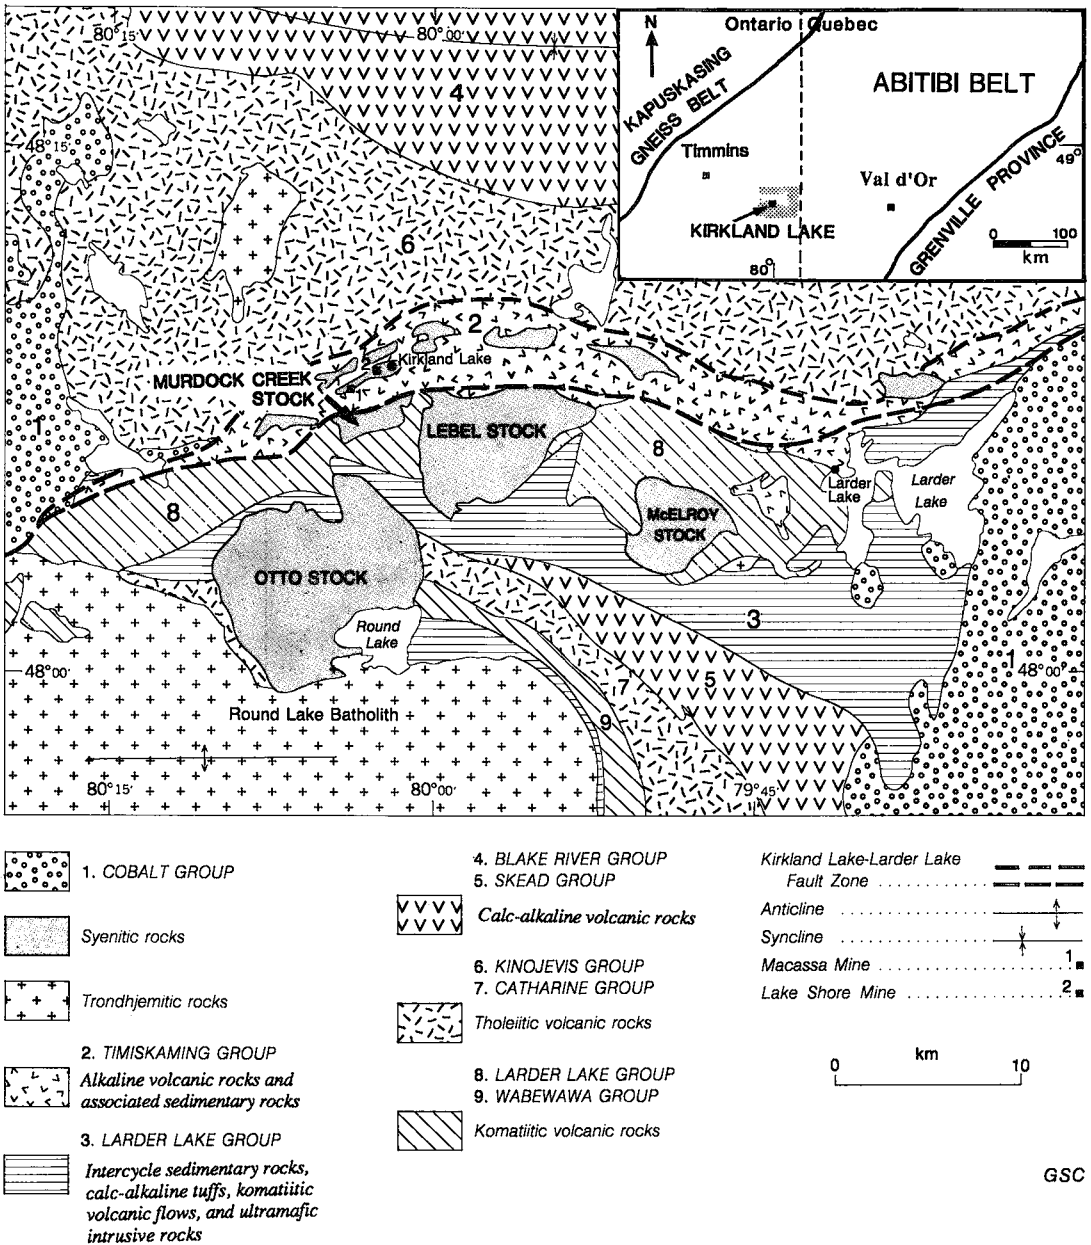 80°15'
80°00'
4
48°15'
6
N
Ontario
Quebec
ABITIBI BELT
KAPUSKASING
GNEISS BELT
Timmins
Val d'Or
49°
GRENVILLE PROVINCE
KIRKLAND LAKE
80°
0 100
km
2
2
Kirkland Lake
1
MURDOCK CREEK
STOCK
1
LEBEL STOCK
8
8
Larder
Lake
Larder
Lake
McELROY
STOCK
OTTO STOCK
Round
Lake
3
1
48°00'
48°00'
5
7
9
Round Lake Batholith
80°15'
80°00'
79°45'
1. COBALT GROUP
Syenitic rocks
Trondhjemitic rocks
2. TIMISKAMING GROUP
Alkaline volcanic rocks and
associated sedimentary rocks
3. LARDER LAKE GROUP
Intercycle sedimentary rocks,
calc-alkaline tuffs, komatiitic
volcanic flows, and ultramafic
intrusive rocks
4. BLAKE RIVER GROUP
5. SKEAD GROUP
Calc-alkaline volcanic rocks
6. KINOJEVIS GROUP
7. CATHARINE GROUP
Tholeiitic volcanic rocks
8. LARDER LAKE GROUP
9. WABEWAWA GROUP
Komatiitic volcanic rocks
Kirkland Lake-Larder Lake
Fault Zone
Anticline
Syncline
Macassa Mine 1
Lake Shore Mine 2
km
0 10
GSC